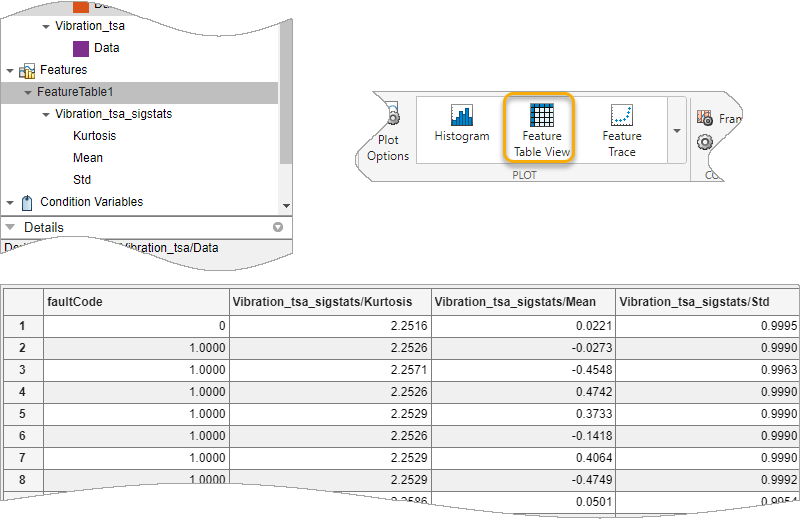 Vibration_tsa
Data
Features
FeatureTable1
Vibration_tsa_sigstats
Kurtosis
Mean
Std
Condition Variables
Details
/Vibration_tsa/Data
Plot
Options
Histogram
Feature
Table View
Feature
Trace
PLOT
faultCode Vibration_tsa_sigstats/Kurtosis Vibration_tsa_sigstats/Mean Vibration_tsa_sigstats/Std
1 0 2.2516 0.0221 0.9995
2 1.0000 2.2526 -0.0273 0.9990
3 1.0000 2.2571 -0.4548 0.9963
4 1.0000 2.2526 0.4742 0.9990
5 1.0000 2.2529 0.3733 0.9990
6 1.0000 2.2526 -0.1418 0.9990
7 1.0000 2.2529 0.4064 0.9990
8 1.0000 2.2529 -0.4749 0.9992
0.0501